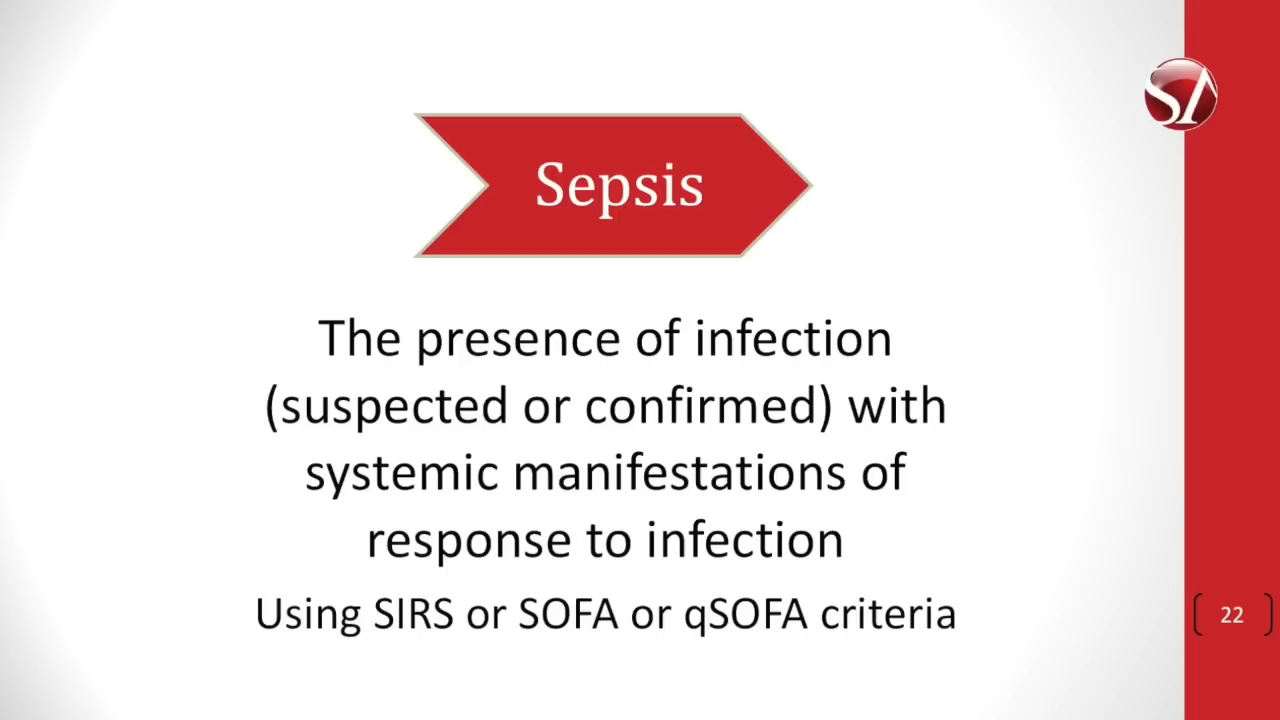 SA
Sepsis
The presence of infection
(suspected or confirmed) with
systemic manifestations of
response to infection
Using SIRS or SOFA or qSOFA criteria
22